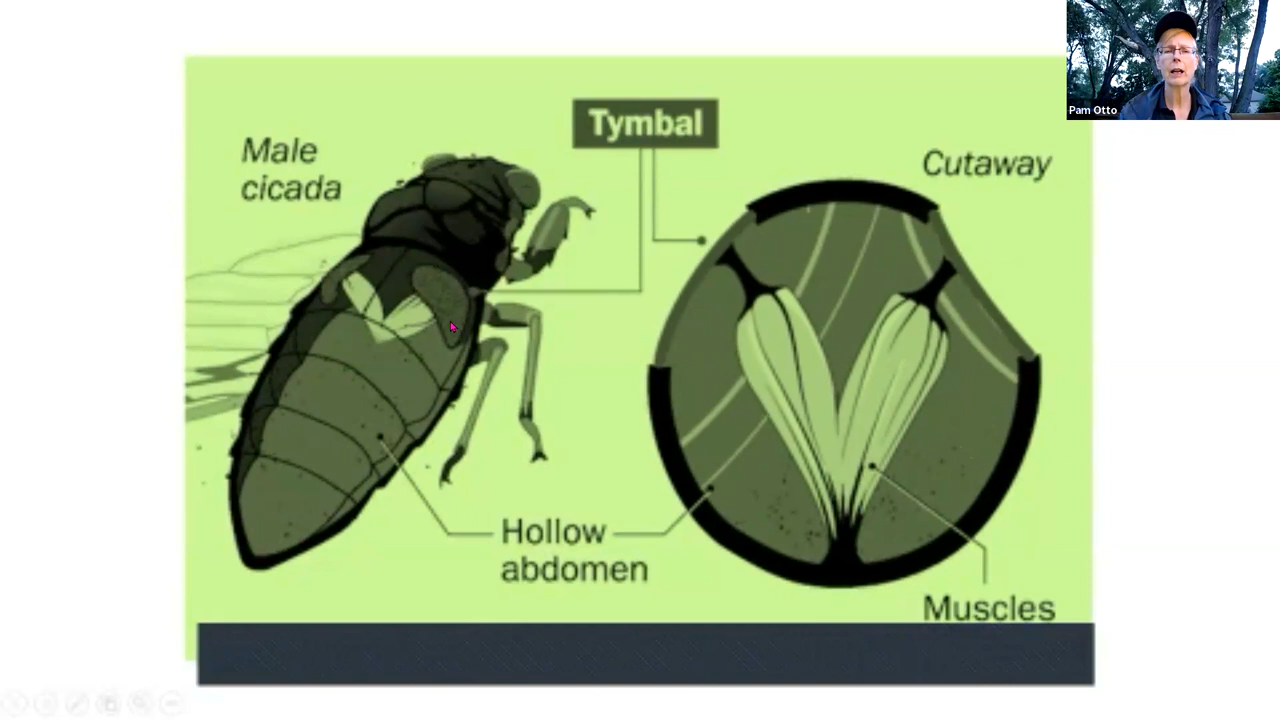 Pam Otto
Tymbal
Male
cicada
Cutaway
Hollow
abdomen
Muscles